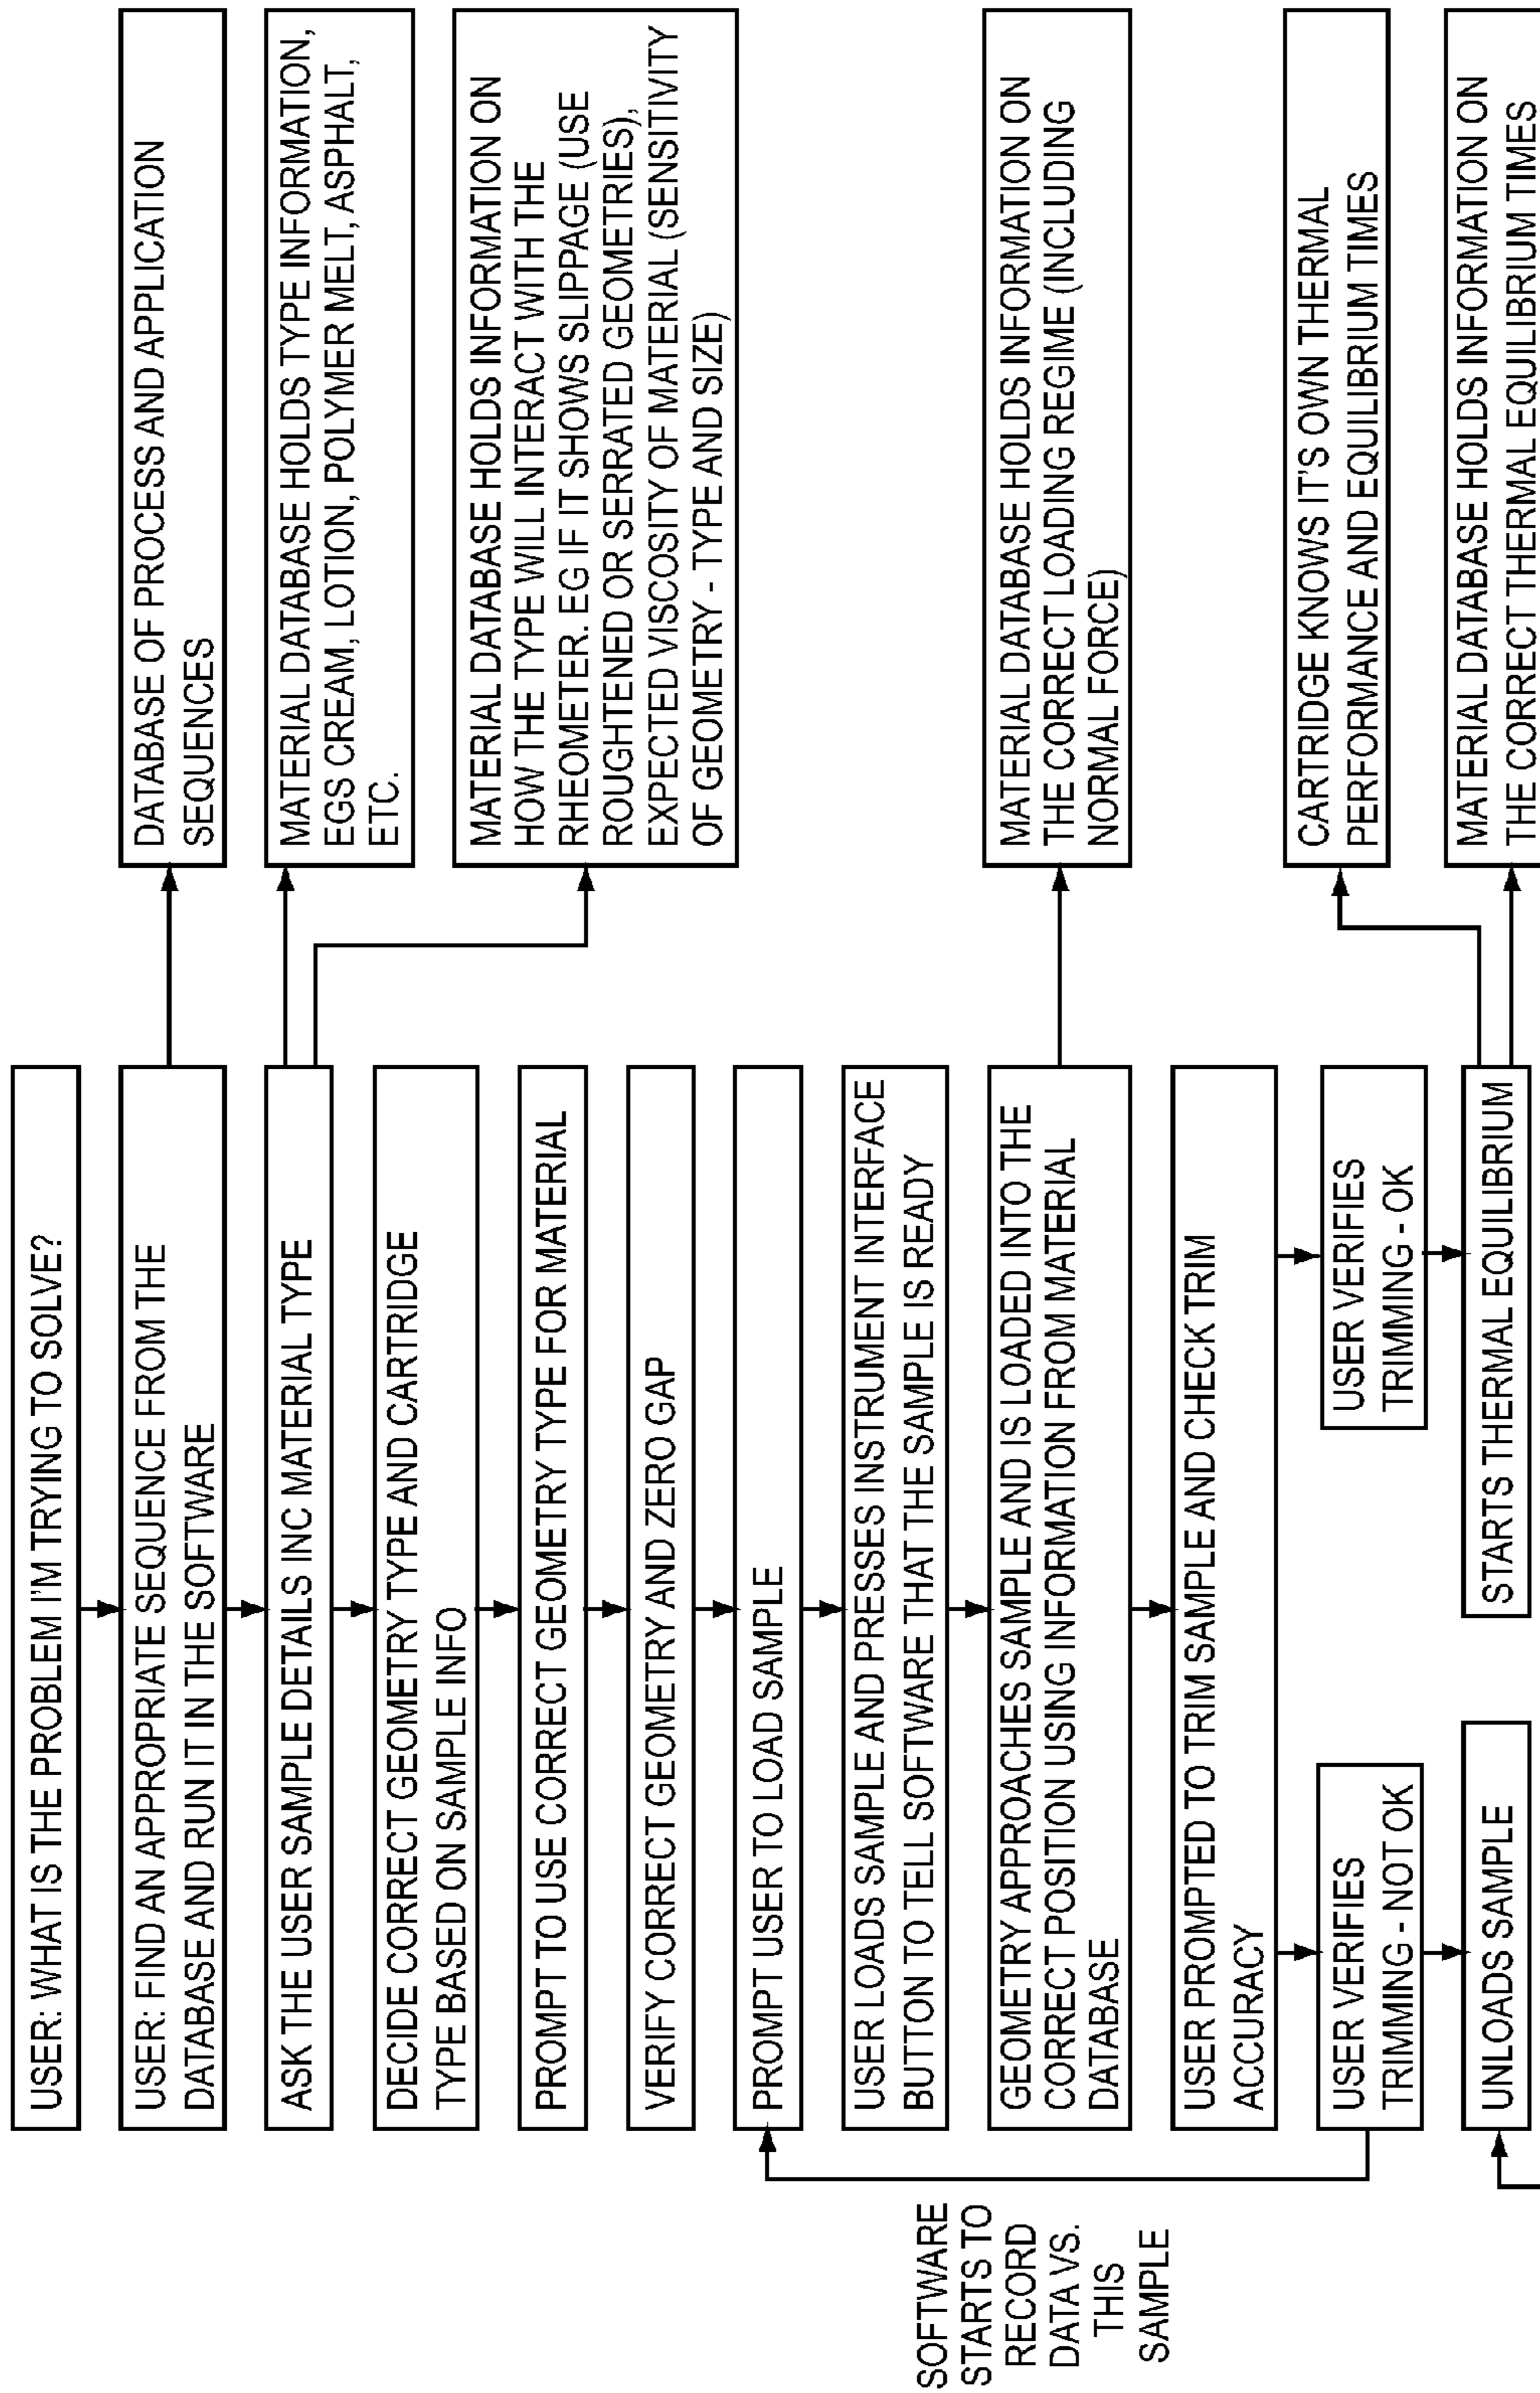 USER: WHAT IS THE PROBLEM I'M TRYING TO SOLVE?
USER: FIND AN APPROPRIATE SEQUENCE FROM THE
DATABASE AND RUN IT IN THE SOFTWARE
DATABASE OF PROCESS AND APPLICATION
SEQUENCES
ASK THE USER SAMPLE DETAILS INC MATERIAL TYPE
MATERIAL DATABASE HOLDS TYPE INFORMATION,
EGS CREAM, LOTION, POLYMER MELT, ASPHALT,
ETC.
MATERIAL DATABASE HOLDS INFORMATION ON
HOW THE TYPE WILL INTERACT WITH THE
RHEOMETER. EG IF IT SHOWS SLIPPAGE (USE
ROUGHTENED OR SERRATED GEOMETRIES),
EXPECTED VISCOSITY OF MATERIAL (SENSITIVITY
OF GEOMETRY - TYPE AND SIZE)
DECIDE CORRECT GEOMETRY TYPE AND CARTRIDGE
TYPE BASED ON SAMPLE INFO
PROMPT TO USE CORRECT GEOMETRY TYPE FOR MATERIAL
VERIFY CORRECT GEOMETRY AND ZERO GAP
PROMPT USER TO LOAD SAMPLE
USER LOADS SAMPLE AND PRESSES INSTRUMENT INTERFACE
BUTTON TO TELL SOFTWARE THAT THE SAMPLE IS READY
SOFTWARE
STARTS TO
RECORD
DATA VS.
THIS
SAMPLE
GEOMETRY APPROACHES SAMPLE AND IS LOADED INTO THE
CORRECT POSITION USING INFORMATION FROM MATERIAL
DATABASE
MATERIAL DATABASE HOLDS INFORMATION ON
THE CORRECT LOADING REGIME (INCLUDING
NORMAL FORCE)
USER PROMPTED TO TRIM SAMPLE AND CHECK TRIM
ACCURACY
USER VERIFIES
TRIMMING - NOT OK
USER VERIFIES
TRIMMING - OK
CARTRIDGE KNOWS IT'S OWN THERMAL
PERFORMANCE AND EQUILIBRIUM TIMES
UNLOADS SAMPLE
STARTS THERMAL EQUILIBRIUM
MATERIAL DATABASE HOLDS INFORMATION ON
THE CORRECT THERMAL EQUILIBRIUM TIMES